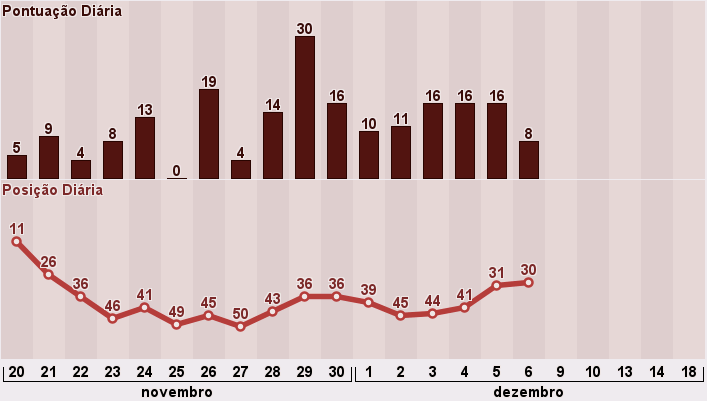 Pontuação Diária
5 9 4 8 13 0 19 4 14 30 16 10 11 16 16 16 8
Posição Diária
11 26 36 46 41 49 45 50 43 36 36 39 45 44 41 31 30
20 21 22 23 24 25 26 27 28 29 30 1 2 3 4 5 6 9 10 13 14 18
novembro dezembro